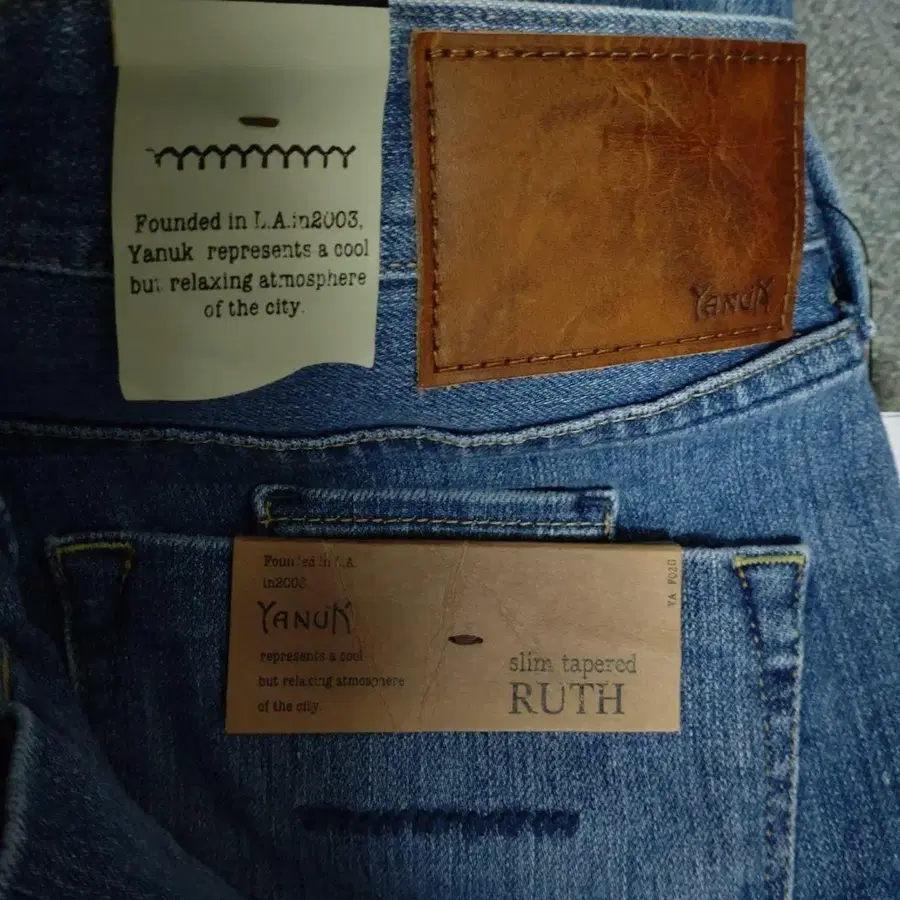 Founded in L.A.in2003,
Yanuk represents a cool
but relaxing atmosphere
of the city.
YANUK
Founded in L.A.
in2003
YANUK
represents a cool
but relaxing atmosphere
of the city.
slim tapered
RUTH